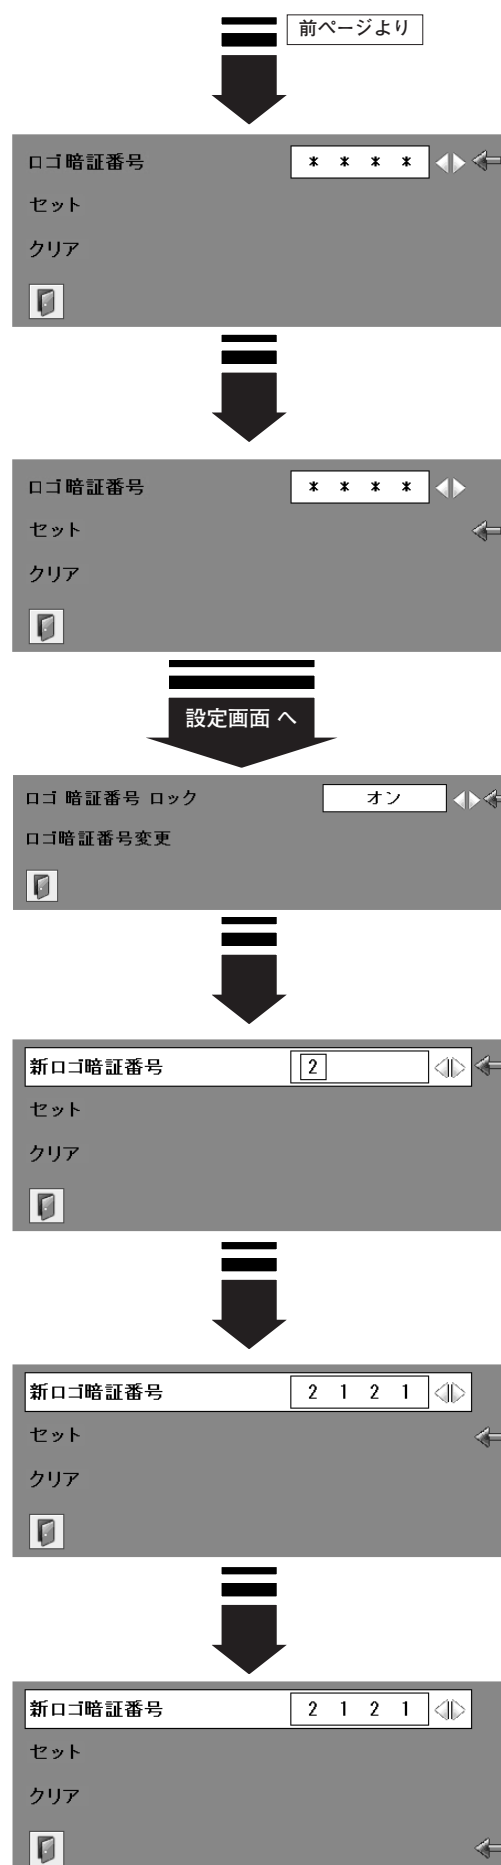 前ページより
ロゴ暗証番号 * * * *
セット
クリア
ロゴ暗証番号 * * * *
セット
クリア
設定画面 へ
ロゴ 暗証番号 ロック オン
ロゴ暗証番号変更
新ロゴ暗証番号 2
セット
クリア
新ロゴ暗証番号 2 1 2 1
セット
クリア
新ロゴ暗証番号 2 1 2 1
セット
クリア